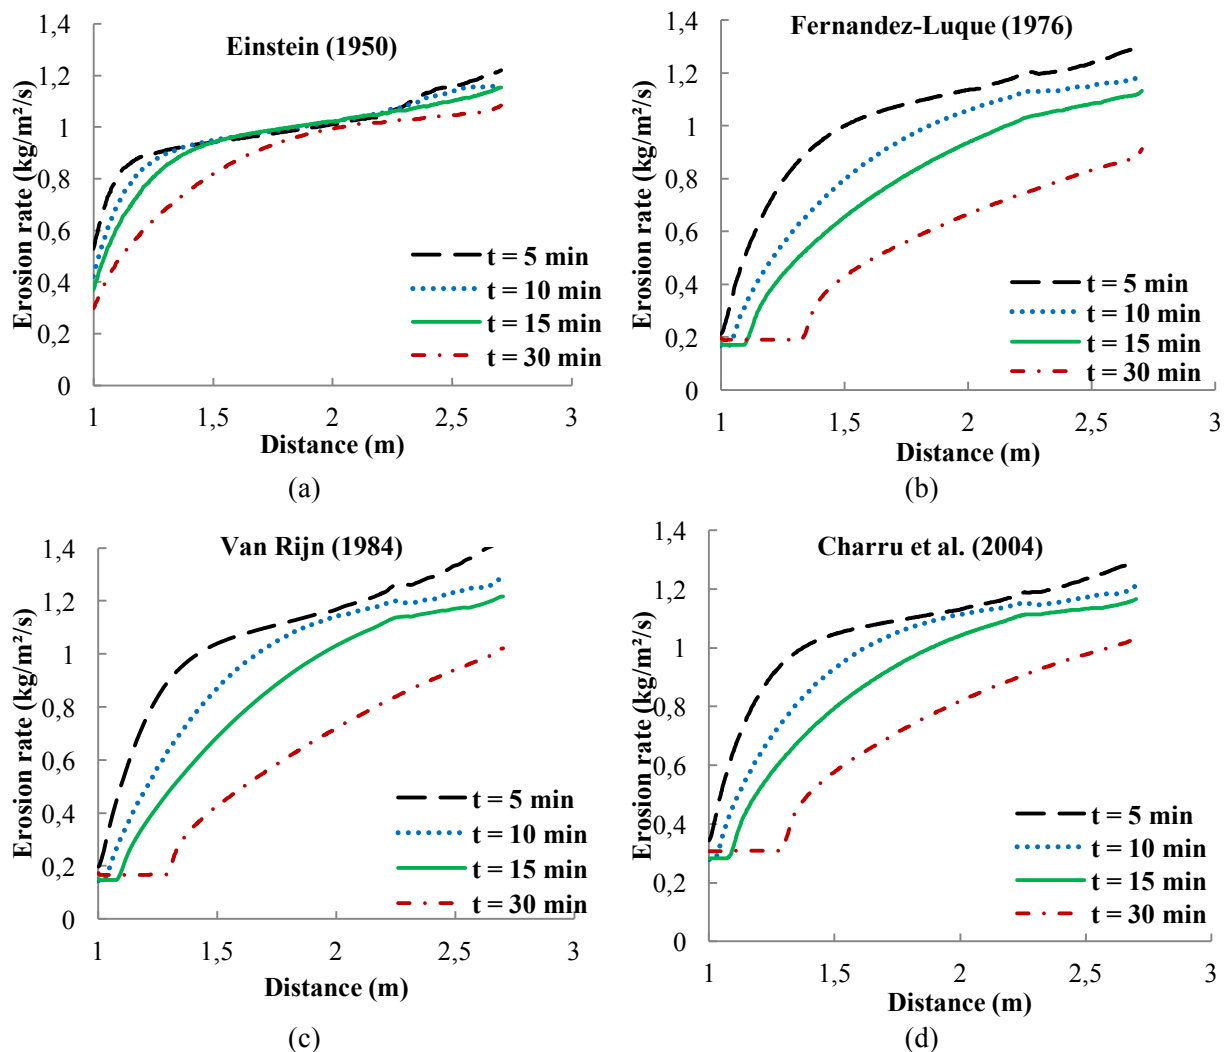 Einstein (1950)
Erosion rate (kg/m²/s)
1,4
1,2
1
0,8
0,6
0,4
0,2
0
t = 5 min
t = 10 min
t = 15 min
t = 30 min
1 1,5 2 2,5 3
Distance (m)
(a)
Fernandez-Luque (1976)
Erosion rate (kg/m²/s)
1,4
1,2
1
0,8
0,6
0,4
0,2
0
t = 5 min
t = 10 min
t = 15 min
t = 30 min
1 1,5 2 2,5 3
Distance (m)
(b)
Van Rijn (1984)
Erosion rate (kg/m²/s)
1,4
1,2
1
0,8
0,6
0,4
0,2
0
t = 5 min
t = 10 min
t = 15 min
t = 30 min
1 1,5 2 2,5 3
Distance (m)
(c)
Charru et al. (2004)
Erosion rate (kg/m²/s)
1,4
1,2
1
0,8
0,6
0,4
0,2
0
t = 5 min
t = 10 min
t = 15 min
t = 30 min
1 1,5 2 2,5 3
Distance (m)
(d)